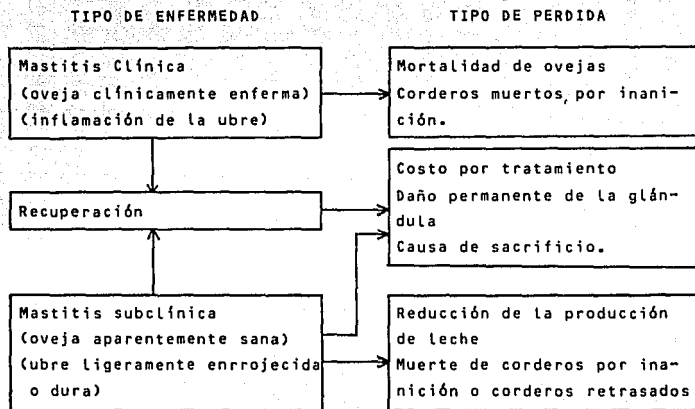 TIPO DE ENFERMEDAD
TIPO DE PERDIDA
Mastitis Clínica
(oveja clínicamente enferma)
(inflamación de la ubre)
Mortalidad de ovejas
Corderos muertos, por inani-
ción.
Recuperación
Costo por tratamiento
Daño permanente de la glán-
dula
Causa de sacrificio.
Mastitis subclínica
(oveja aparentemente sana)
(ubre ligeramente enrrojecida
o dura)
Reducción de la producción
de leche
Muerte de corderos por ina-
nición o corderos retrasados